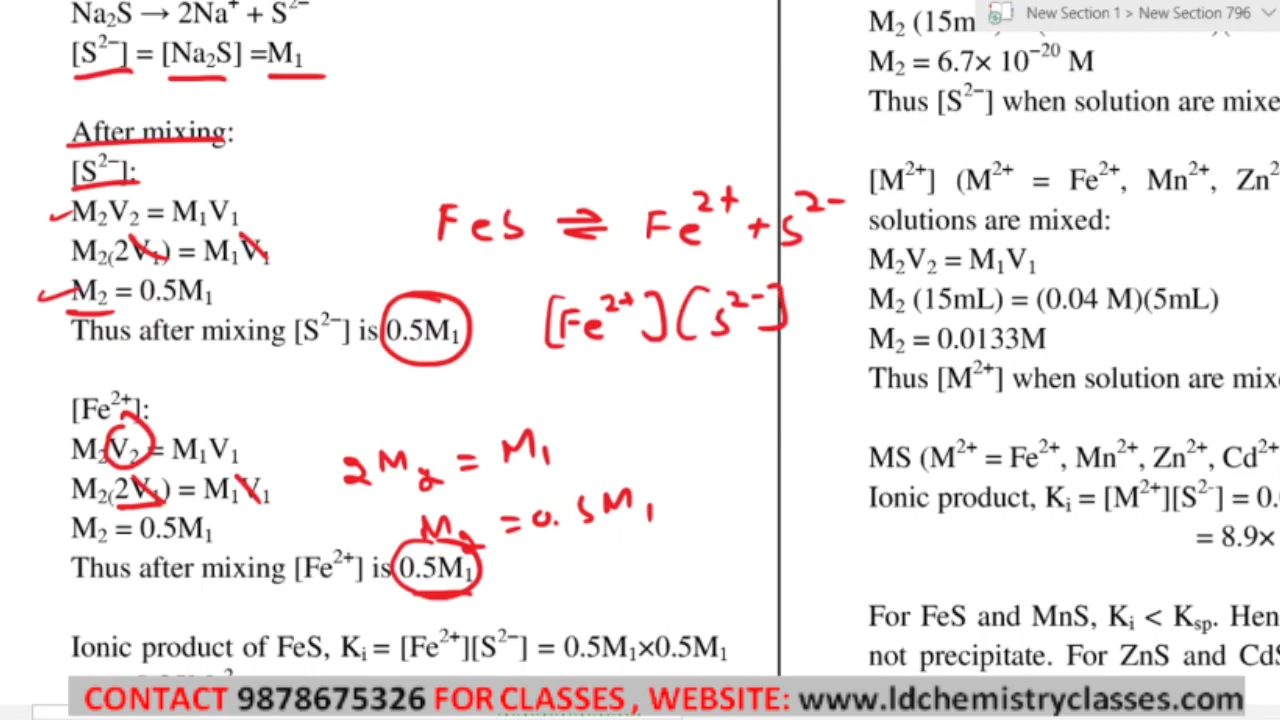 Na₂S → 2Na⁺ + S²⁻
[S²⁻] = [Na₂S] =M₁
After mixing:
[S²⁻]:
M₂V₂ = M₁V₁
M₂(2V₁) = M₁V₁
M₂ = 0.5M₁
Thus after mixing [S²⁻] is 0.5M₁
FeS ⇌ Fe²⁺ + S²⁻
[Fe²⁺] [S²⁻]
[Fe²⁺]:
M₂V₂ = M₁V₁
M₂(2V₁) = M₁V₁
M₂ = 0.5M₁
Thus after mixing [Fe²⁺] is 0.5M₁
2M₂ = M₁
M₂ = 0.5M₁
Ionic product of FeS, Kᵢ = [Fe²⁺][S²⁻] = 0.5M₁×0.5M₁
New Section 1 > New Section 796
M₂ (15m
M₂ = 6.7× 10⁻²⁰ M
Thus [S²⁻] when solution are mixe
[M²⁺] (M²⁺ = Fe²⁺, Mn²⁺, Zn²
solutions are mixed:
M₂V₂ = M₁V₁
M₂ (15mL) = (0.04 M)(5mL)
M₂ = 0.0133M
Thus [M²⁺] when solution are mixe
MS (M²⁺ = Fe²⁺, Mn²⁺, Zn²⁺, Cd²⁺
Ionic product, Kᵢ = [M²⁺][S²⁻] = 0.
= 8.9×
For FeS and MnS, Kᵢ < Kₛₚ. Hen
not precipitate. For ZnS and CdS
CONTACT 9878675326 FOR CLASSES , WEBSITE: www.ldchemistryclasses.com